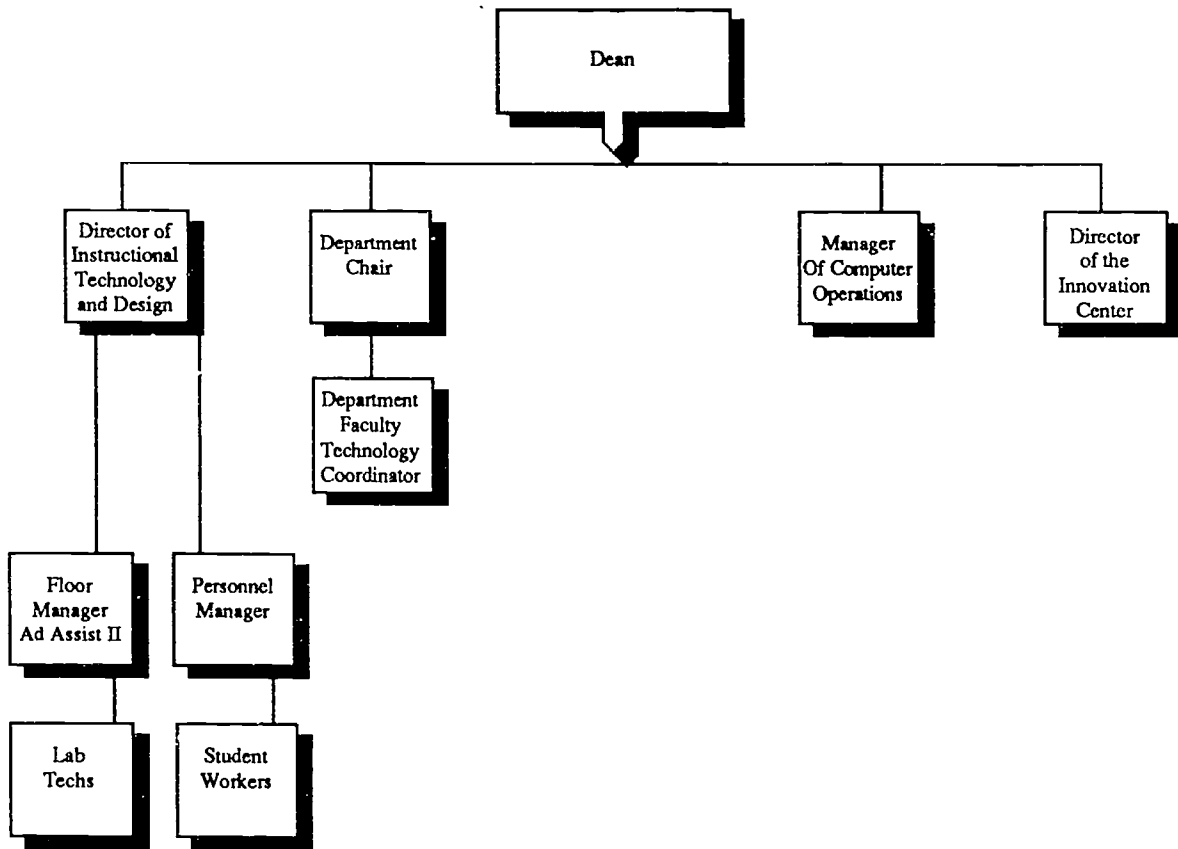 Dean
Director of
Instructional
Technology
and Design
Department
Chair
Manager
Of Computer
Operations
Director
of the
Innovation
Center
Department
Faculty
Technology
Coordinator
Floor
Manager
Ad Assist II
Personnel
Manager
Lab
Techs
Student
Workers